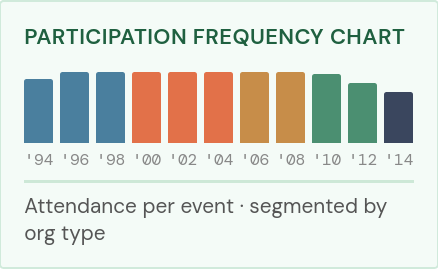 PARTICIPATION FREQUENCY CHART
'94 '96 '98 '00 '02 '04 '06 '08 '10 '12 '14
Attendance per event · segmented by
org type